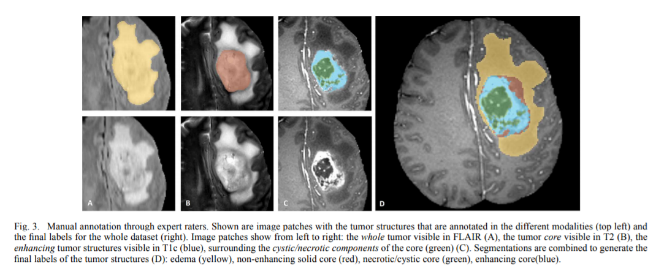 A
B
C
D
Fig. 3. Manual annotation through expert raters. Shown are image patches with the tumor structures that are annotated in the different modalities (top left) and
the final labels for the whole dataset (right). Image patches show from left to right: the whole tumor visible in FLAIR (A), the tumor core visible in T2 (B), the
enhancing tumor structures visible in T1c (blue), surrounding the cystic/necrotic components of the core (green) (C). Segmentations are combined to generate the
final labels of the tumor structures (D): edema (yellow), non-enhancing solid core (red), necrotic/cystic core (green), enhancing core(blue).